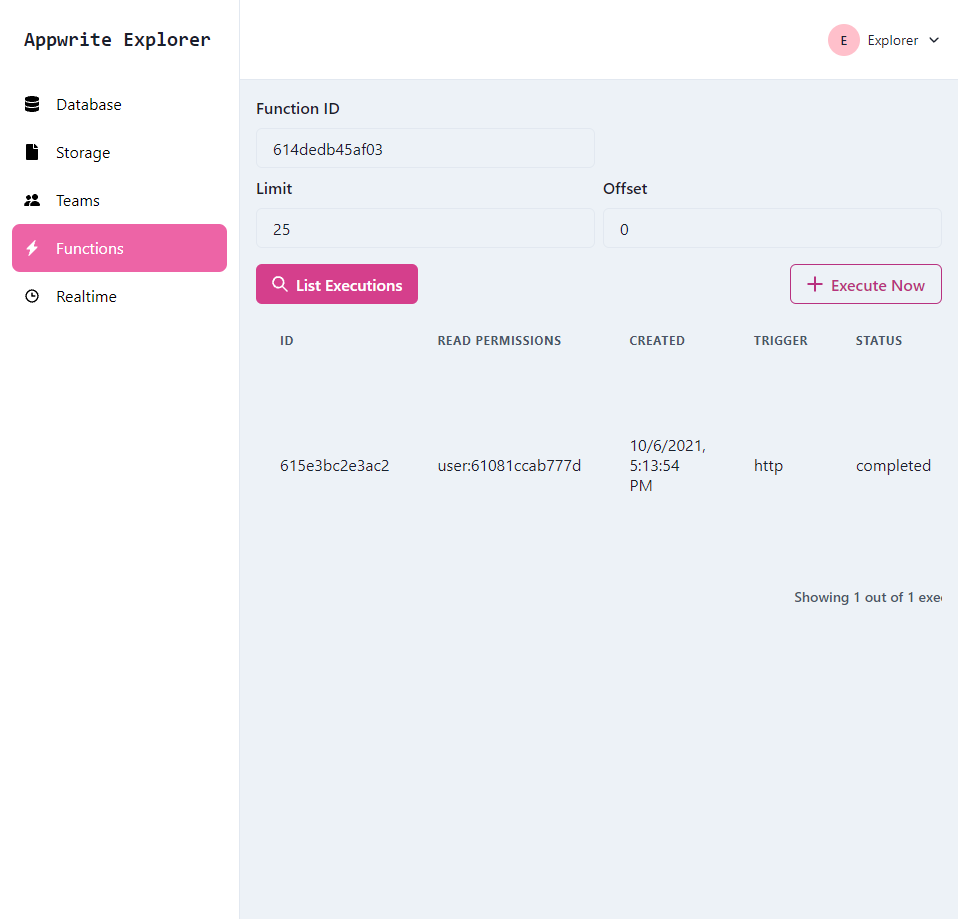 Appwrite Explorer
E Explorer
Database
Storage
Teams
Functions
Realtime
Function ID
614dedb45af03
Limit Offset
25 0
List Executions Execute Now
ID READ PERMISSIONS CREATED TRIGGER STATUS
615e3bc2e3ac2 user:61081ccab777d 10/6/2021, 5:13:54 PM http completed
Showing 1 out of 1